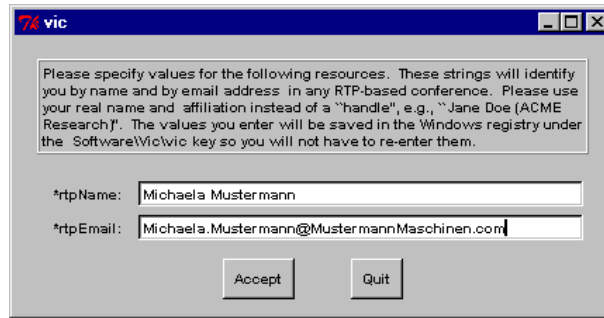 vic
Please specify values for the following resources. These strings will identify
you by name and by email address in any RTP-based conference. Please use
your real name and affiliation instead of a ``handle'', e.g., ``Jane Doe (ACME
Research)''. The values you enter will be saved in the Windows registry under
the Software\Vic\vic key so you will not have to re-enter them.
*rtpName: Michaela Mustermann
*rtpEmail: Michaela.Mustermann@MustermannMaschinen.com
Accept Quit